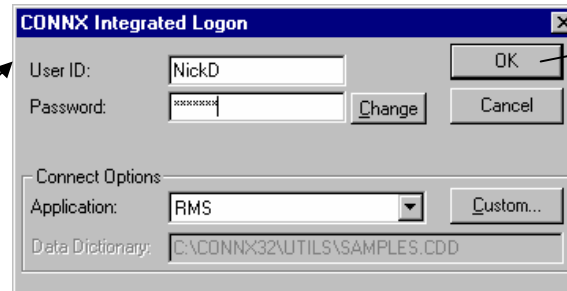 CONNX Integrated Logon
User ID: NickD OK
Password: ******* Change Cancel
Connect Options
Application: RMS Custom...
Data Dictionary: C:\CONNX32\UTILS\SAMPLES.CDD